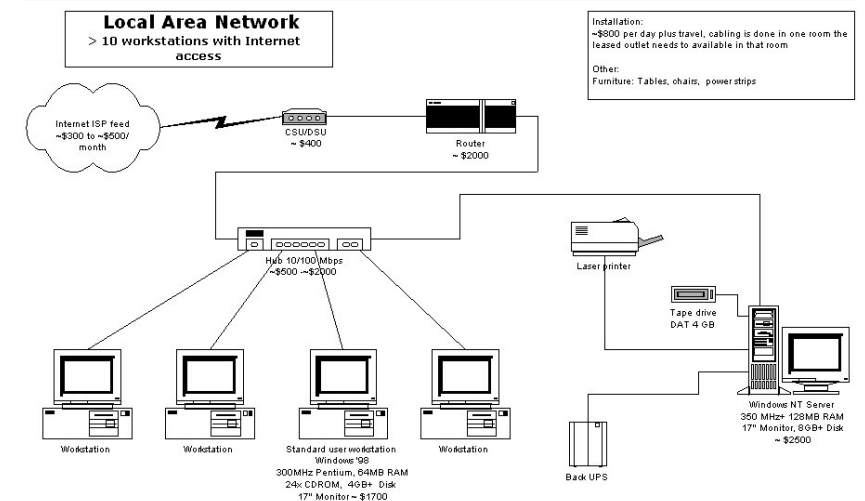 Local Area Network
> 10 workstations with Internet
access
Installation:
~$800 per day plus travel, cabling is done in one room the
leased outlet needs to available in that room
Other:
Furniture: Tables, chairs, power strips
Internet ISP feed
~$300 to ~$500/
month
CSU/DSU
~ $400
Router
~ $2000
Hub 10/100 Mbps
~$500 -~$2000
Laser printer
Tape drive
DAT 4 GB
Windows NT Server
350 MHz+ 128MB RAM
17" Monitor, 8GB+ Disk
~ $2500
Back UPS
Workstation
Workstation
Standard user workstation
Windows '98
300MHz Pentium, 64MB RAM
24x CDROM, 4GB+ Disk
17" Monitor ~ $1700
Workstation